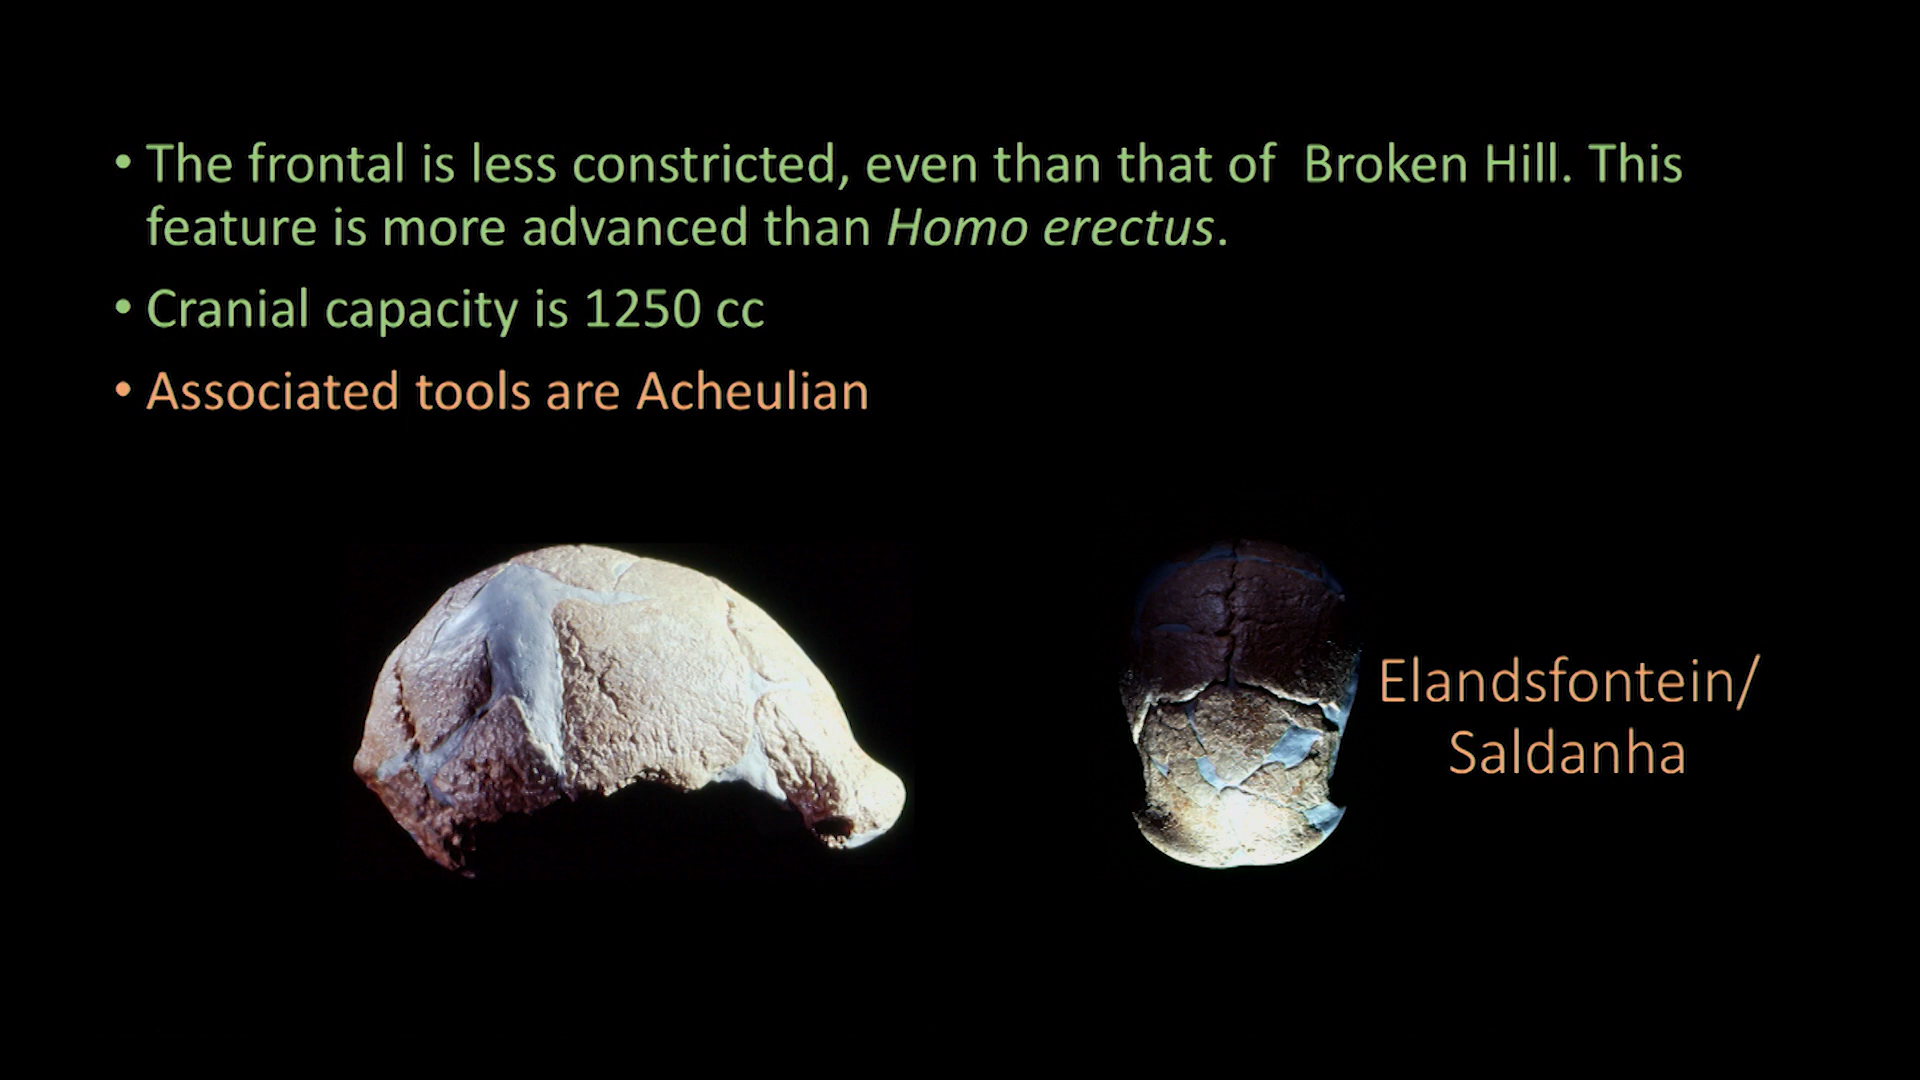 • The frontal is less constricted, even than that of  Broken Hill. This
feature is more advanced than Homo erectus.
• Cranial capacity is 1250 cc
• Associated tools are Acheulian
Elandsfontein/
Saldanha